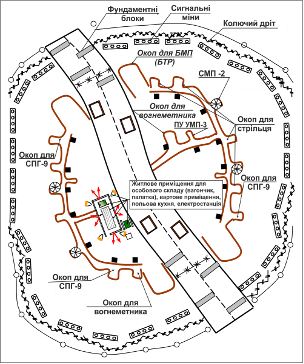 Фундаментні
блоки
Сигнальні
міни
Колючий дріт
Окоп для БМП
(БТР)
СМП -2
Окоп для
вогнеметника
Окоп для
стрільця
ПУ УМП-3
Окоп для
СПГ-9
Окоп для
СПГ-9
Житлове приміщення для
особового складу (вагончик,
палатки), вартове приміщення,
польова кухня, електростанція
Окоп для
СПГ-9
Окоп для
вогнеметника